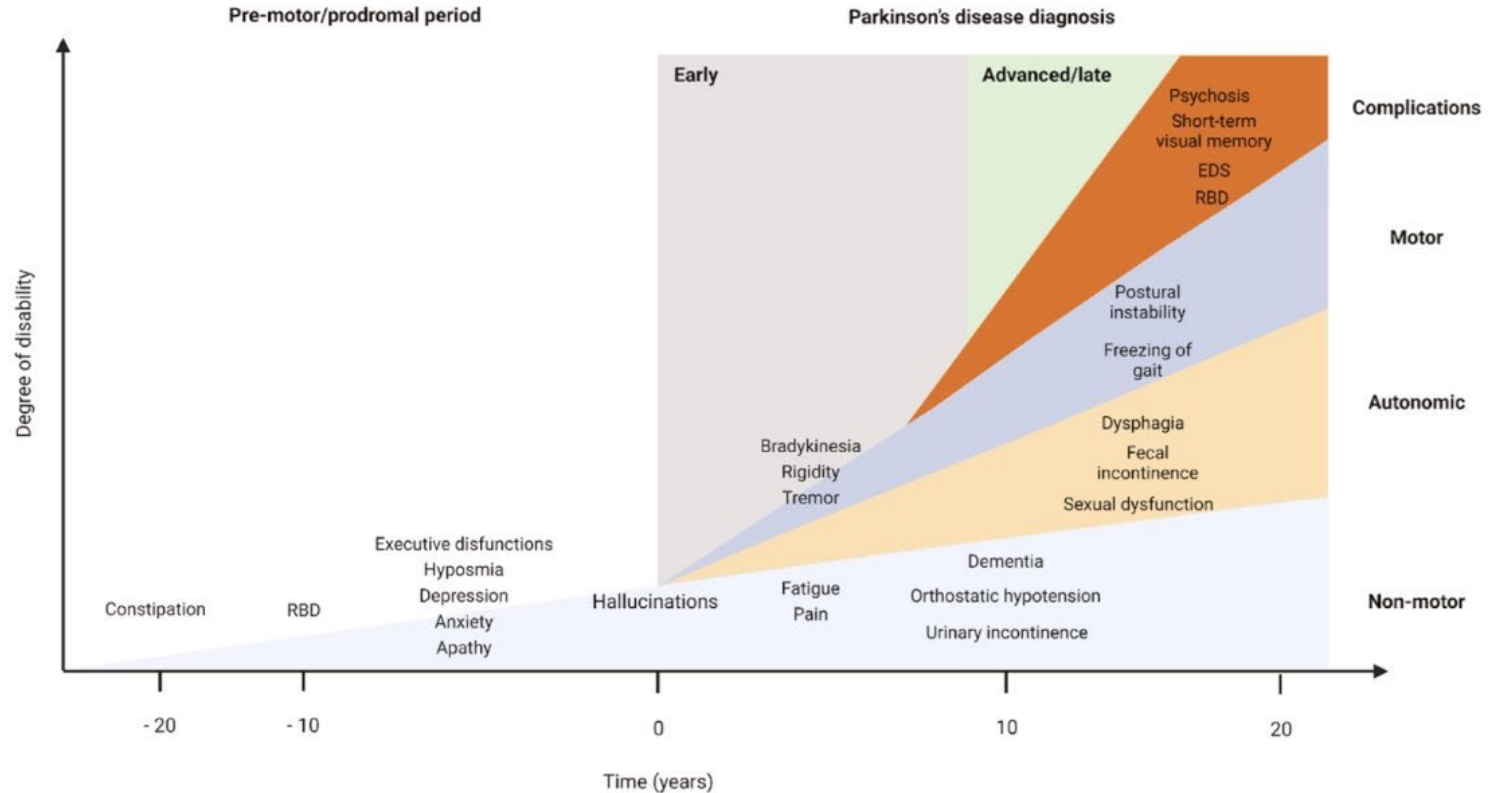 Pre-motor/prodromal period
Parkinson's disease diagnosis
Early
Advanced/late
Psychosis
Short-term
visual memory
EDS
RBD
Complications
Motor
Postural
instability
Freezing of
gait
Autonomic
Dysphagia
Fecal
incontinence
Sexual dysfunction
Bradykinesia
Rigidity
Tremor
Degree of disability
Executive disfunctions
Hyposmia
Depression
Anxiety
Apathy
Constipation
RBD
Hallucinations
Fatigue
Pain
Dementia
Orthostatic hypotension
Urinary incontinence
Non-motor
- 20
- 10
0
10
20
Time (years)